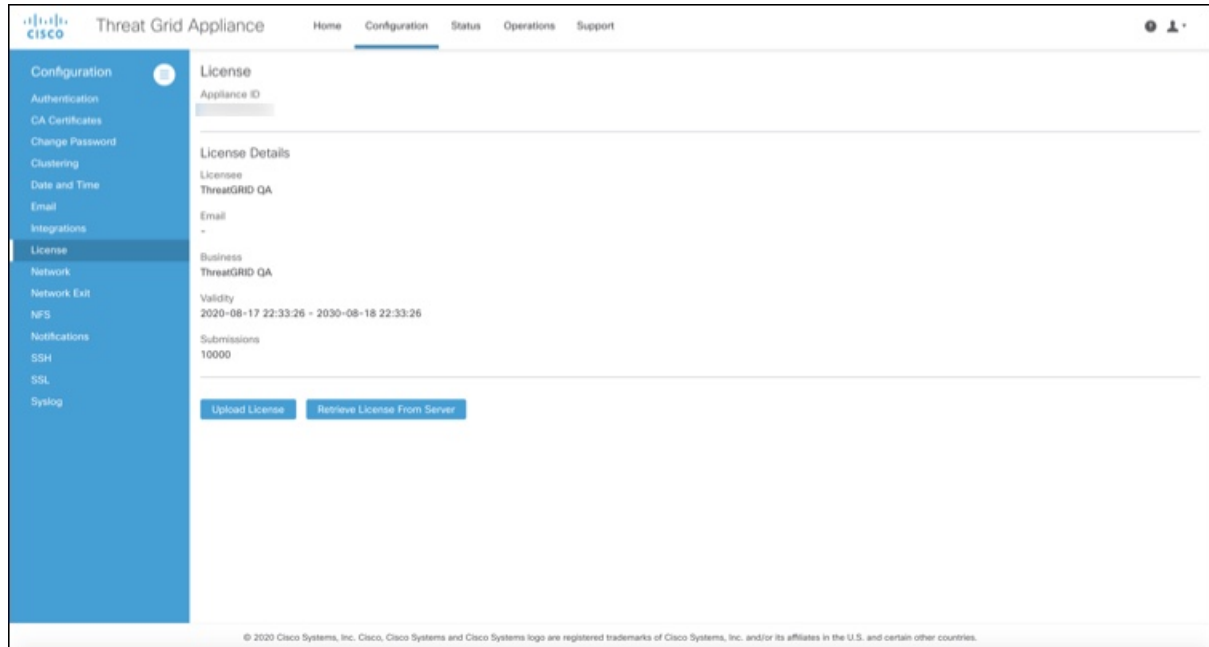 CISCO
Threat Grid Appliance
Home
Configuration
Status
Operations
Support
Configuration
Authentication
CA Certificates
Change Password
Clustering
Date and Time
Email
Integrations
License
Network
Network Exit
NFS
Notifications
SSH
SSL
Syslog
License
Appliance ID
License Details
Licensee
ThreatGRID QA
Email
-
Business
ThreatGRID QA
Validity
2020-08-17 22:33:26 - 2030-08-18 22:33:26
Submissions
10000
Upload License
Retrieve License From Server
© 2020 Cisco Systems, Inc. Cisco, Cisco Systems and Cisco Systems logo are registered trademarks of Cisco Systems, Inc. and/or its affiliates in the U.S. and certain other countries.